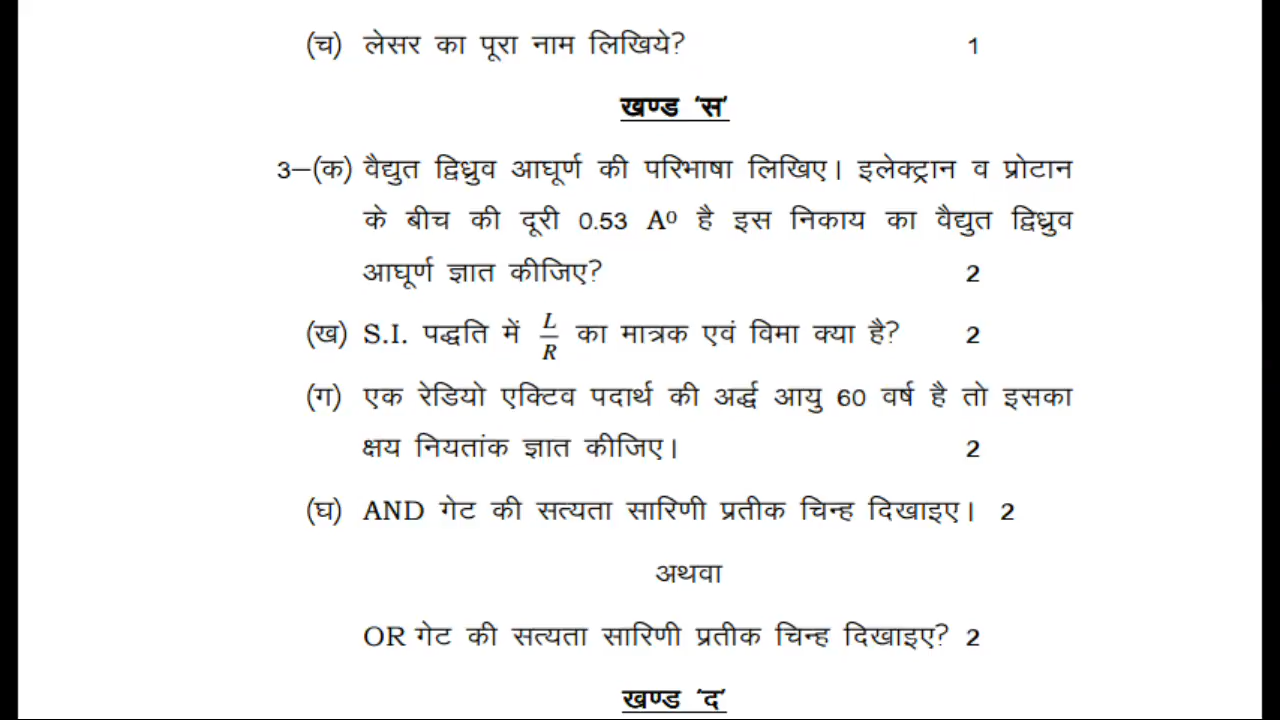 (च) लेसर का पूरा नाम लिखिये? 1
खण्ड ‘स’
3–(क) वैद्युत द्विध्रुव आघूर्ण की परिभाषा लिखिए। इलेक्ट्रान व प्रोटान
के बीच की दूरी 0.53 A⁰ है इस निकाय का वैद्युत द्विध्रुव
आघूर्ण ज्ञात कीजिए? 2
(ख) S.I. पद्धति में L/R का मात्रक एवं विमा क्या है? 2
(ग) एक रेडियो एक्टिव पदार्थ की अर्द्ध आयु 60 वर्ष है तो इसका
क्षय नियतांक ज्ञात कीजिए। 2
(घ) AND गेट की सत्यता सारिणी प्रतीक चिन्ह दिखाइए। 2
अथवा
OR गेट की सत्यता सारिणी प्रतीक चिन्ह दिखाइए? 2
खण्ड ‘द’